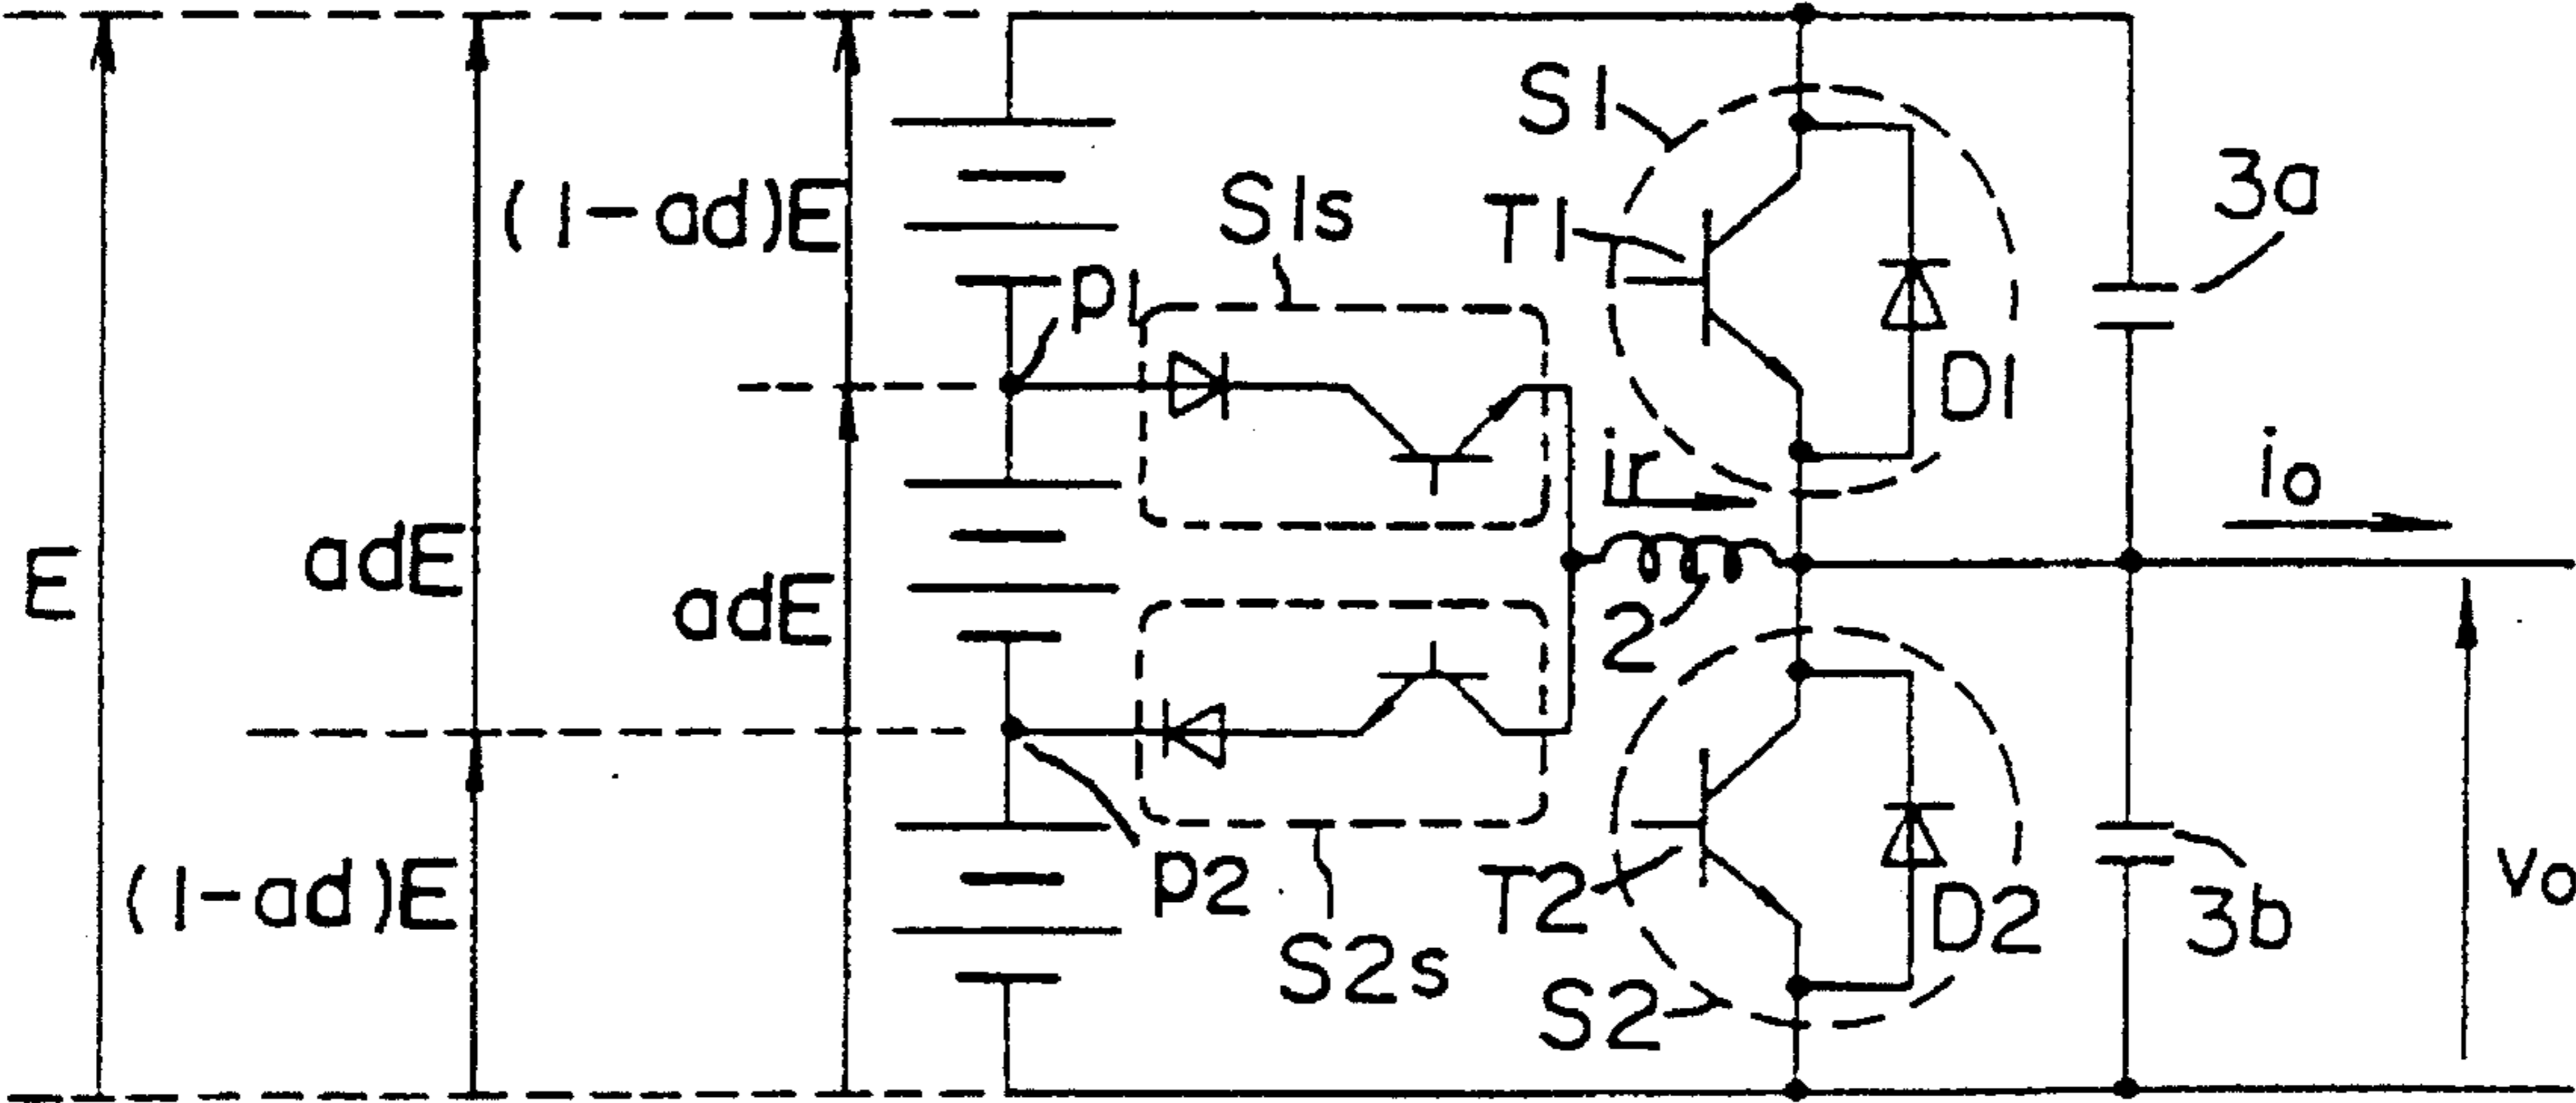 S1
3a
S1s
T1
(1-ad)E
p1
D1
ir
io
E
adE
adE
2
vo
(1-ad)E
p2
T2
D2
3b
S2s
S2